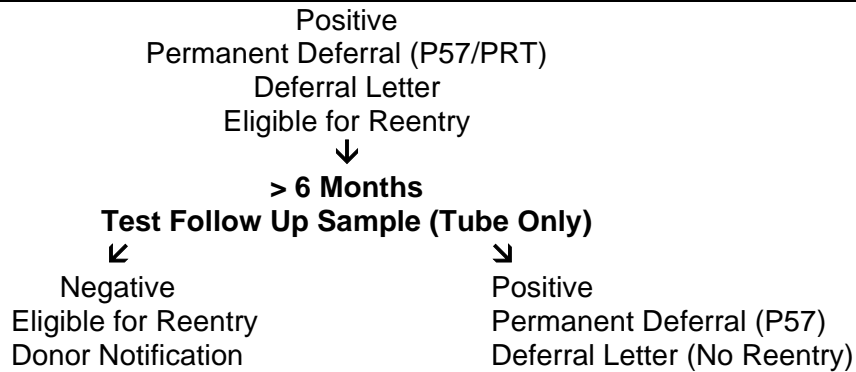 Positive
Permanent Deferral (P57/PRT)
Deferral Letter
Eligible for Reentry
> 6 Months
Test Follow Up Sample (Tube Only)
Negative
Eligible for Reentry
Donor Notification
Positive
Permanent Deferral (P57)
Deferral Letter (No Reentry)